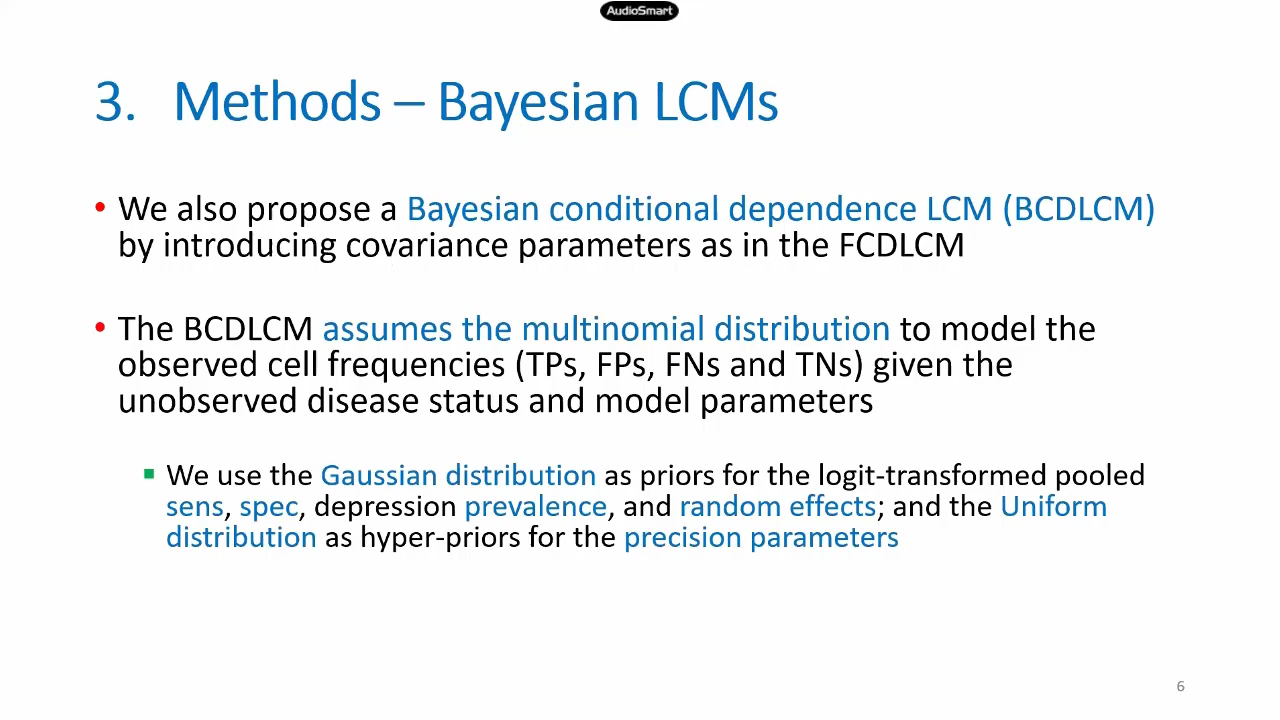 AudioSmart
3. Methods – Bayesian LCMs
• We also propose a Bayesian conditional dependence LCM (BCDLCM)
by introducing covariance parameters as in the FCDLCM
• The BCDLCM assumes the multinomial distribution to model the
observed cell frequencies (TPs, FPs, FNs and TNs) given the
unobserved disease status and model parameters
▪ We use the Gaussian distribution as priors for the logit-transformed pooled
sens, spec, depression prevalence, and random effects; and the Uniform
distribution as hyper-priors for the precision parameters
6